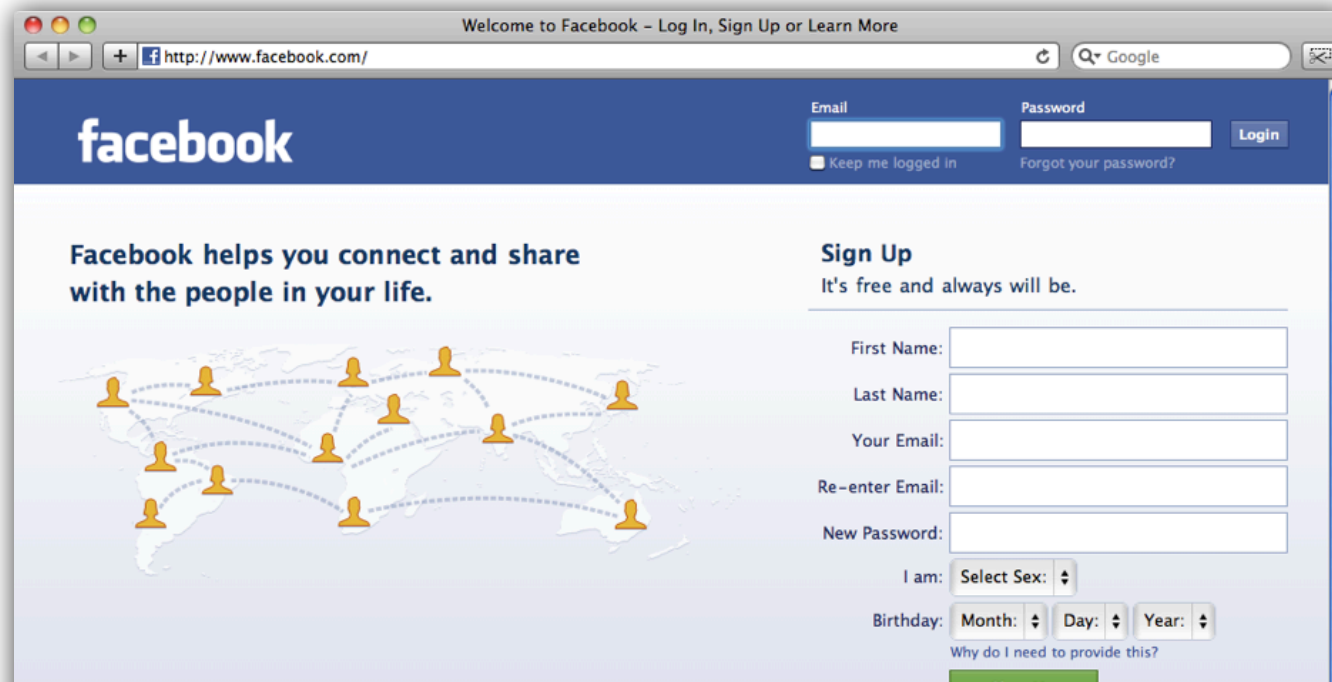 Welcome to Facebook – Log In, Sign Up or Learn More
http://www.facebook.com/
Google
facebook
Email
Password
Login
Keep me logged in
Forgot your password?
Facebook helps you connect and share
with the people in your life.
Sign Up
It's free and always will be.
First Name:
Last Name:
Your Email:
Re-enter Email:
New Password:
I am: Select Sex:
Birthday: Month: Day: Year:
Why do I need to provide this?